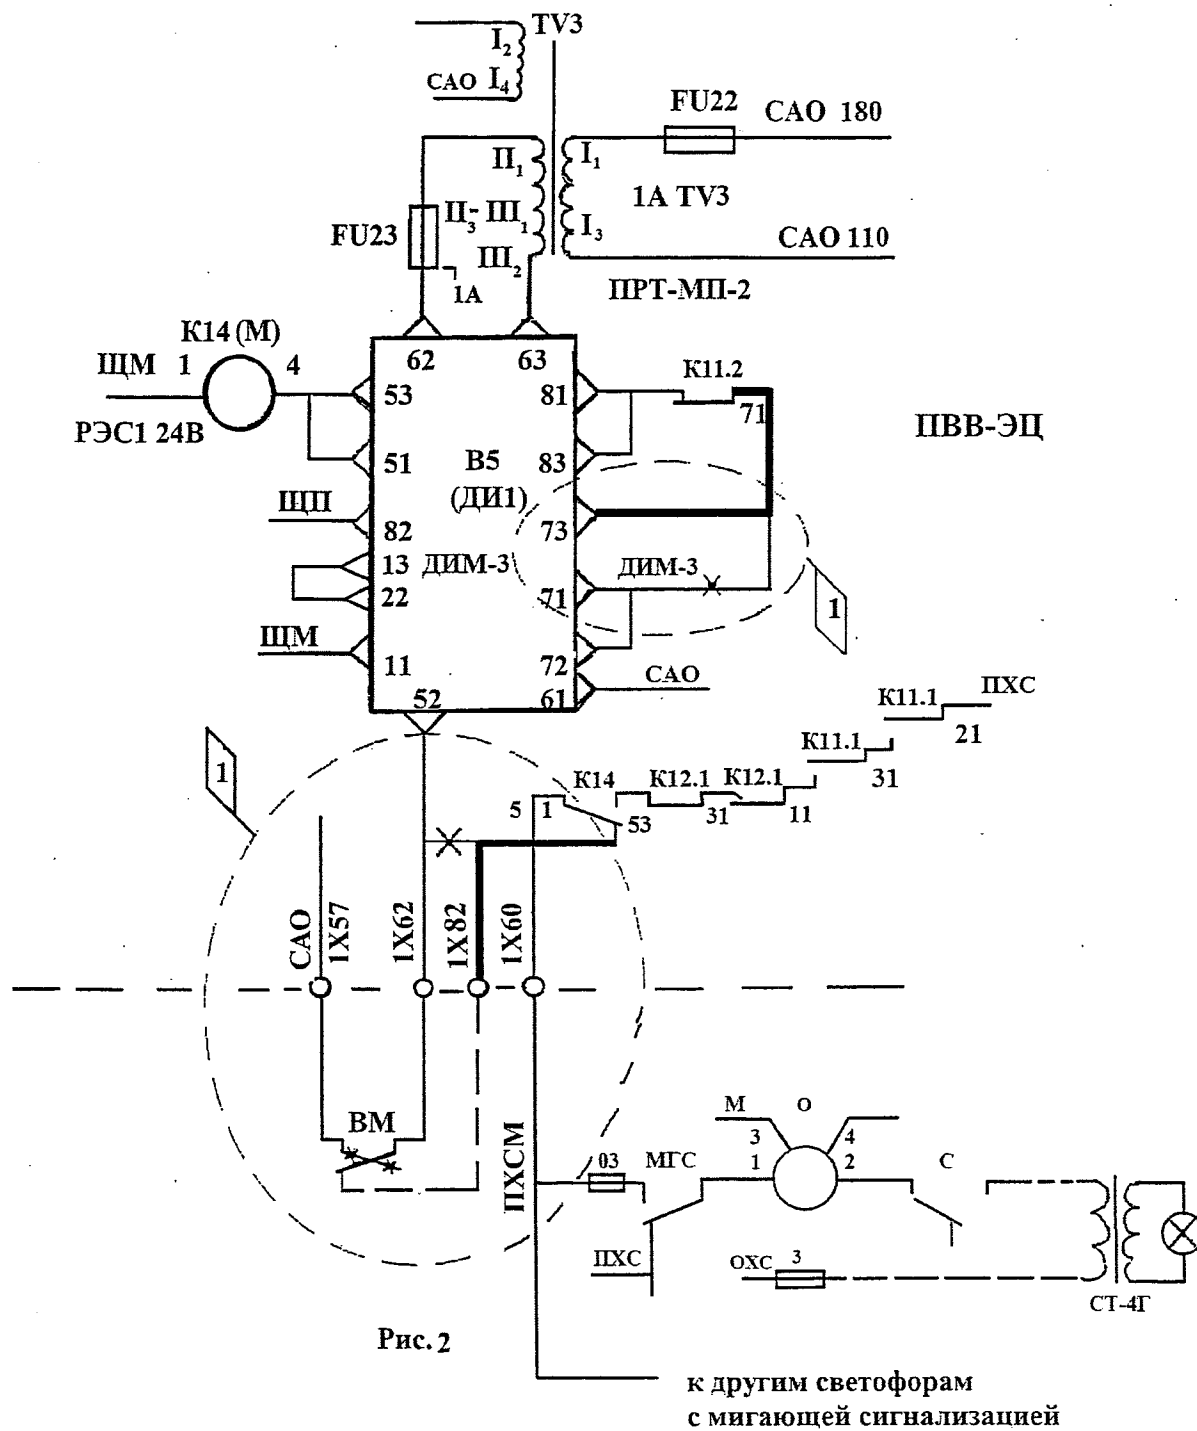 TV3
I2
САО I4
FU22
САО 180
П1
I1
1А TV3
FU23
П3- Ш1
I3
САО 110
Ш2
1А
ПРТ-МП-2
К14 (М)
ЩМ 1
4
62
63
К11.2
53
81
71
РЭС1 24В
ПВВ-ЭЦ
51
В5
83
(ДИ1)
ЩП
82
73
13
ДИМ-3
ДИМ-3
22
71
1
ЩМ
11
72
САО
52
61
К11.1
ПХС
21
К11.1
1
К14
К12.1
К12.1
31
5
1
53
31
11
САО
1Х57
1Х62
1Х82
1Х60
М
О
ВМ
3
4
ПХСМ
03
МГС
1
2
С
ПХС
ОХС
3
СТ-4Г
Рис. 2
к другим светофорам
с мигающей сигнализацией